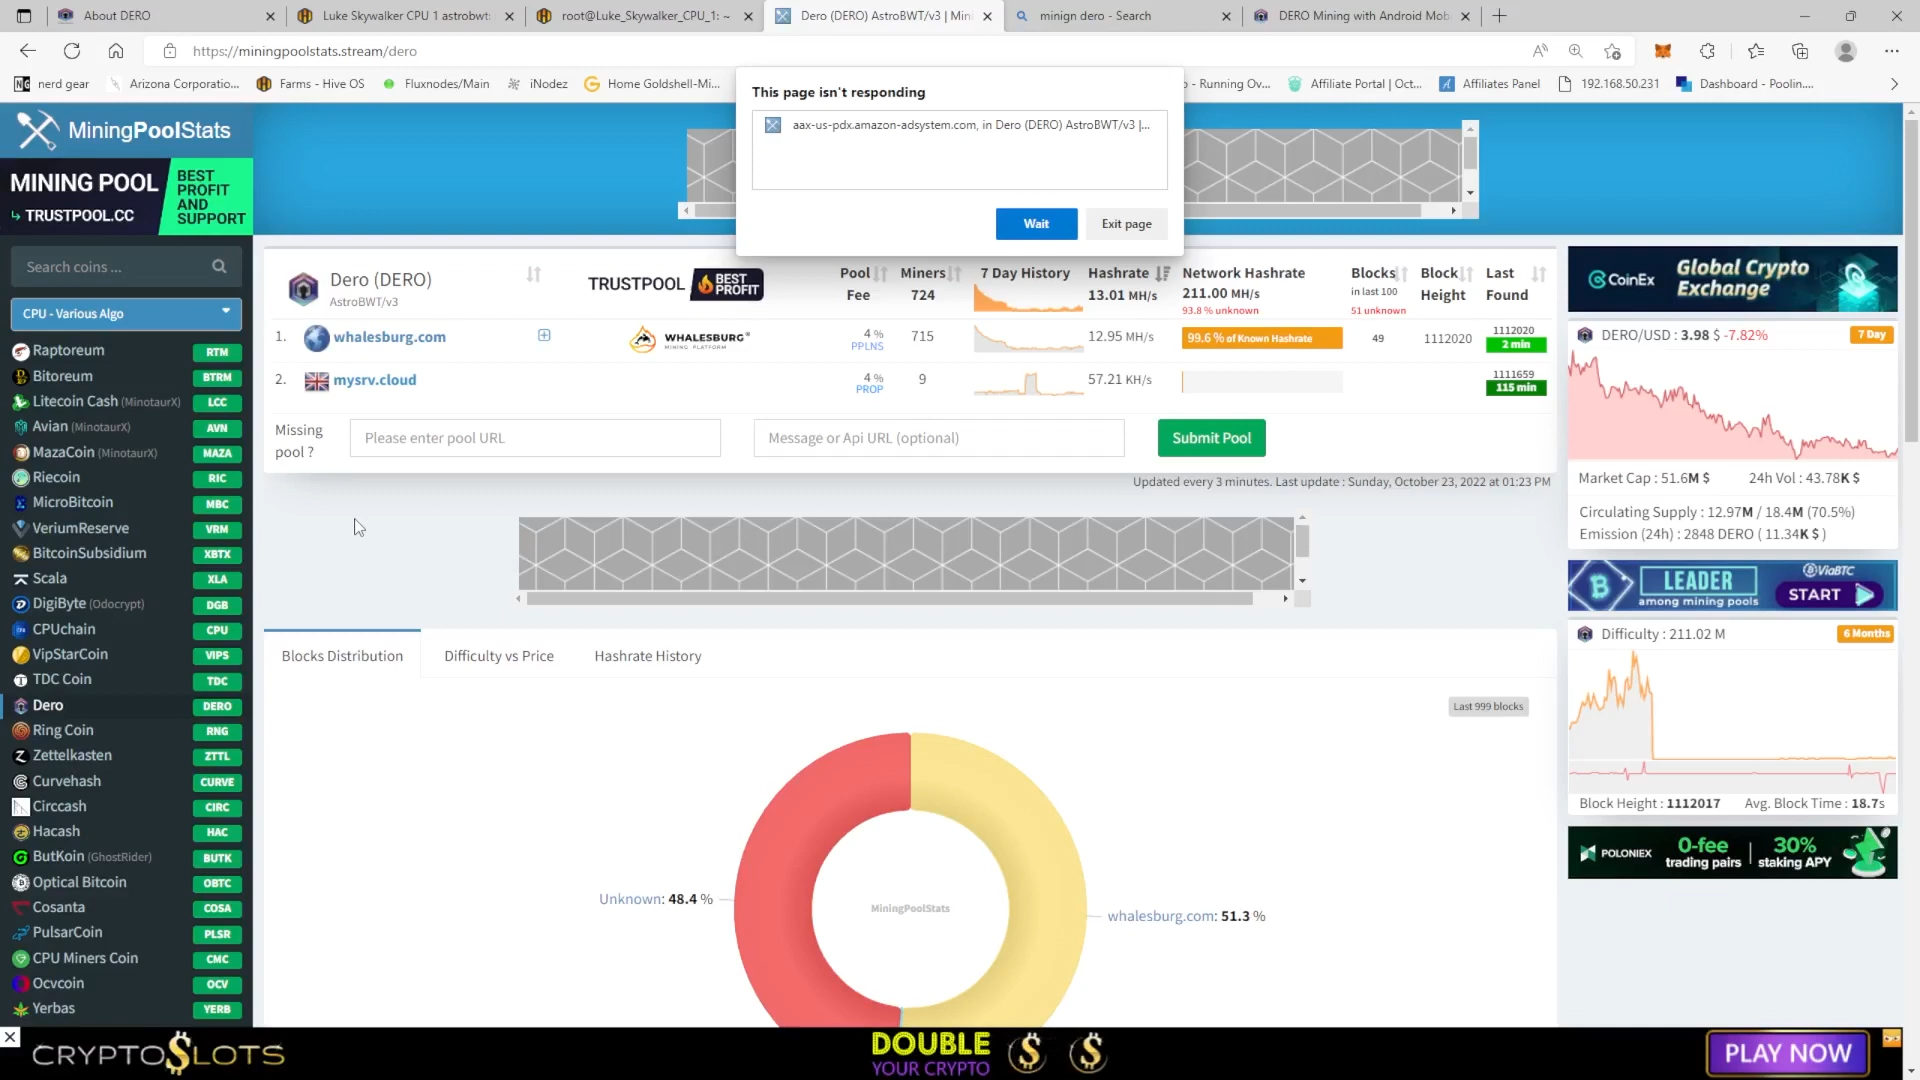 About DERO
Luke Skywalker CPU 1 astrobwt
root@Luke_Skywalker_CPU_1: ~
Dero (DERO) AstroBWT/v3 | Mini
minign dero - Search
DERO Mining with Android Mob
https://miningpoolstats.stream/dero
nerd gear
Arizona Corporatio...
Farms - Hive OS
Fluxnodes/Main
iNodez
Home Goldshell-Mi...
- Running Ov...
Affiliate Portal | Oct...
Affiliates Panel
192.168.50.231
Dashboard - Poolin....
This page isn't responding
aax-us-pdx.amazon-adsystem.com, in Dero (DERO) AstroBWT/v3 |...
Wait
Exit page
MiningPoolStats
MINING POOL
TRUSTPOOL.CC
BEST
PROFIT
AND
SUPPORT
Search coins ...
CPU - Various Algo
Raptoreum RTM
Bitoreum BTRM
Litecoin Cash (MinotaurX) LCC
Avian (MinotaurX) AVN
MazaCoin (MinotaurX) MAZA
Riecoin RIC
MicroBitcoin MBC
VeriumReserve VRM
BitcoinSubsidium XBTX
Scala XLA
DigiByte (Odocrypt) DGB
CPUchain CPU
VipStarCoin VIPS
TDC Coin TDC
Dero DERO
Ring Coin RNG
Zettelkasten ZTTL
Curvehash CURVE
Circcash CIRC
Hacash HAC
ButKoin (GhostRider) BUTK
Optical Bitcoin OBTC
Cosanta COSA
PulsarCoin PLSR
CPU Miners Coin CMC
Ocvcoin OCV
Yerbas YERB
Dero (DERO)
AstroBWT/v3
TRUSTPOOL BEST PROFIT
Pool Fee
Miners 724
7 Day History
Hashrate 13.01 MH/s
Network Hashrate
211.00 MH/s
93.8 % unknown
Blocks
in last 100
51 unknown
Block Height
Last Found
1. whalesburg.com WHALESBURG MINING PLATFORM 4 % PPLNS 715 12.95 MH/s 99.6 % of Known Hashrate 49 1112020 1112020 2 min
2. mysrv.cloud 4 % PROP 9 57.21 KH/s 1111659 115 min
Missing pool ?
Please enter pool URL
Message or Api URL (optional)
Submit Pool
Updated every 3 minutes. Last update : Sunday, October 23, 2022 at 01:23 PM
Blocks Distribution
Difficulty vs Price
Hashrate History
Last 999 blocks
Unknown: 48.4 %
MiningPoolStats
whalesburg.com: 51.3 %
CoinEx
Global Crypto
Exchange
DERO/USD : 3.98 $ -7.82%
7 Day
Market Cap : 51.6M $
24h Vol : 43.78K $
Circulating Supply : 12.97M / 18.4M (70.5%)
Emission (24h) : 2848 DERO ( 11.34K $ )
LEADER
among mining pools
ViaBTC
START
Difficulty : 211.02 M
6 Months
Block Height : 1112017
Avg. Block Time : 18.7s
POLONIEX
0-fee
trading pairs
30%
staking APY
CRYPTO$LOTS
DOUBLE
YOUR CRYPTO
PLAY NOW